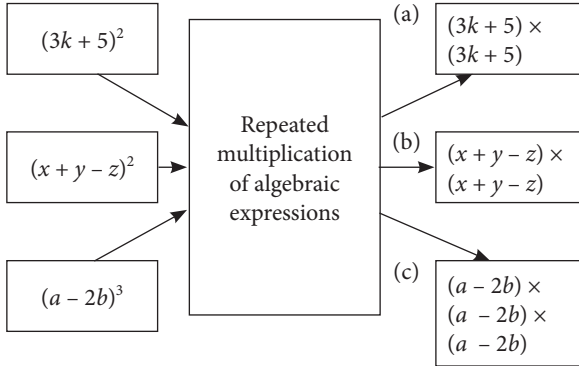 (3k + 5)²
(x + y – z)²
(a – 2b)³
Repeated
multiplication
of algebraic
expressions
(a)
(3k + 5) ×
(3k + 5)
(b)
(x + y – z) ×
(x + y – z)
(c)
(a – 2b) ×
(a – 2b) ×
(a – 2b)